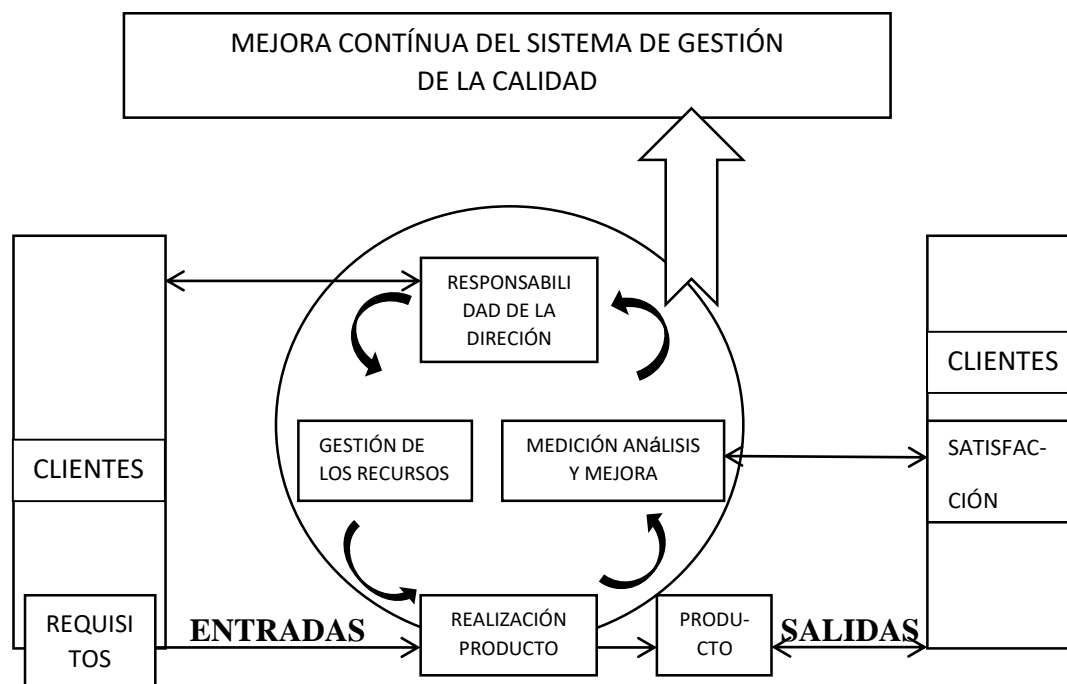 MEJORA CONTÍNUA DEL SISTEMA DE GESTIÓN
DE LA CALIDAD
RESPONSABILI
DAD DE LA
DIRECIÓN
CLIENTES
GESTIÓN DE
LOS RECURSOS
MEDICIÓN ANáLISIS
Y MEJORA
CLIENTES
SATISFAC-
CIÓN
REQUISI
TOS
ENTRADAS
REALIZACIÓN
PRODUCTO
PRODU-
CTO
SALIDAS